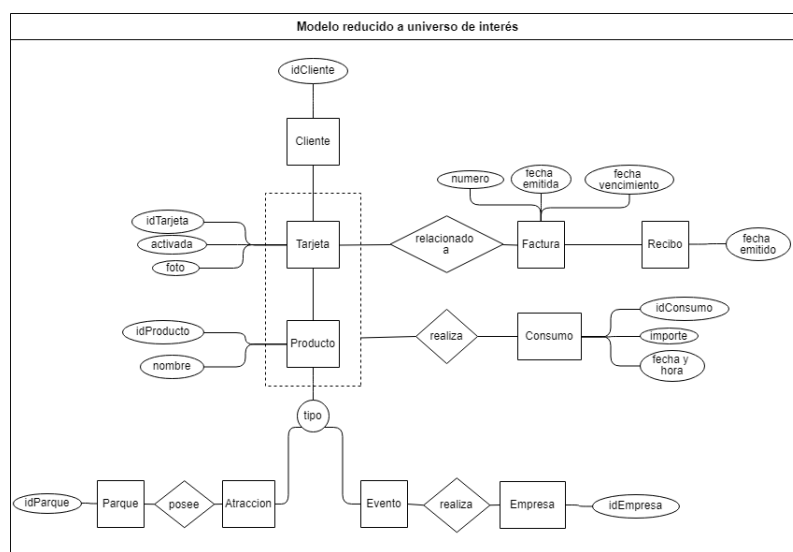 Modelo reducido a universo de interés
idCliente
Cliente
numero
fecha
emitida
fecha
vencimiento
idTarjeta
activada
foto
Tarjeta
relacionado
a
Factura
Recibo
fecha
emitido
idProducto
nombre
Producto
realiza
Consumo
idConsumo
importe
fecha y
hora
tipo
idParque
Parque
posee
Atraccion
Evento
realiza
Empresa
idEmpresa